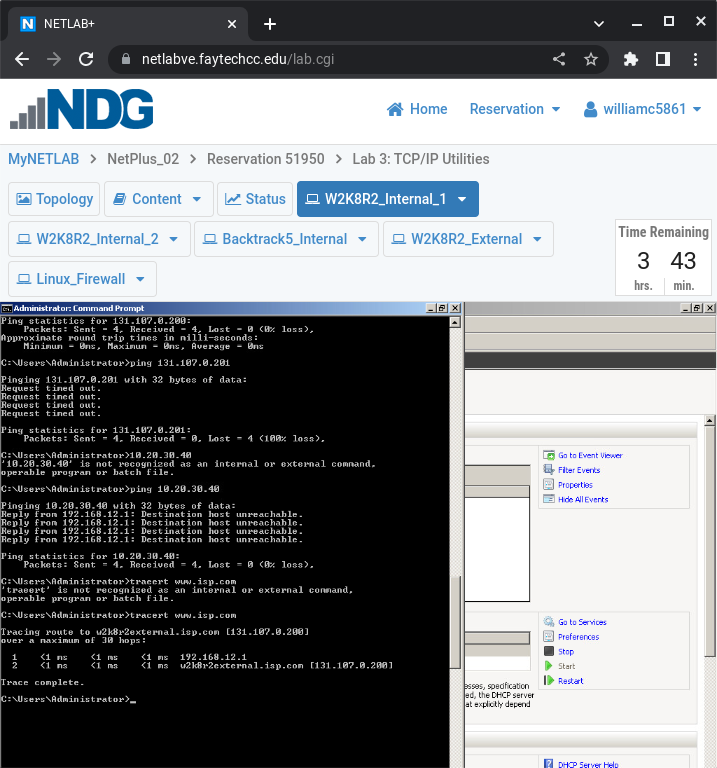 NETLAB+
netlabve.faytechcc.edu/lab.cgi
NDG
Home
Reservation
williamc5861
MyNETLAB > NetPlus_02 > Reservation 51950 > Lab 3: TCP/IP Utilities
Topology
Content
Status
W2K8R2_Internal_1
W2K8R2_Internal_2
Backtrack5_Internal
W2K8R2_External
Linux_Firewall
Time Remaining
3 43
hrs. min.
Administrator: Command Prompt
Ping statistics for 131.107.0.200:
Packets: Sent = 4, Received = 4, Lost = 0 (0% loss),
Approximate round trip times in milli-seconds:
Minimum = 0ms, Maximum = 0ms, Average = 0ms
C:\Users\Administrator>ping 131.107.0.201
Pinging 131.107.0.201 with 32 bytes of data:
Request timed out.
Request timed out.
Request timed out.
Request timed out.
Ping statistics for 131.107.0.201:
Packets: Sent = 4, Received = 0, Lost = 4 (100% loss),
C:\Users\Administrator>10.20.30.40
'10.20.30.40' is not recognized as an internal or external command,
operable program or batch file.
C:\Users\Administrator>ping 10.20.30.40
Pinging 10.20.30.40 with 32 bytes of data:
Reply from 192.168.12.1: Destination host unreachable.
Reply from 192.168.12.1: Destination host unreachable.
Reply from 192.168.12.1: Destination host unreachable.
Reply from 192.168.12.1: Destination host unreachable.
Ping statistics for 10.20.30.40:
Packets: Sent = 4, Received = 4, Lost = 0 (0% loss),
C:\Users\Administrator>tracrt www.isp.com
'tracrt' is not recognized as an internal or external command,
operable program or batch file.
C:\Users\Administrator>tracert www.isp.com
Tracing route to w2k8r2external.isp.com [131.107.0.200]
over a maximum of 30 hops:
1 <1 ms <1 ms <1 ms 192.168.12.1
2 <1 ms <1 ms <1 ms w2k8r2external.isp.com [131.107.0.200]
Trace complete.
C:\Users\Administrator>_
Go to Event Viewer
Filter Events
Properties
Hide All Events
Go to Services
Preferences
Stop
Start
Restart
esses, specification
ed, the DHCP server
at explicitly depend
DHCP Server Help